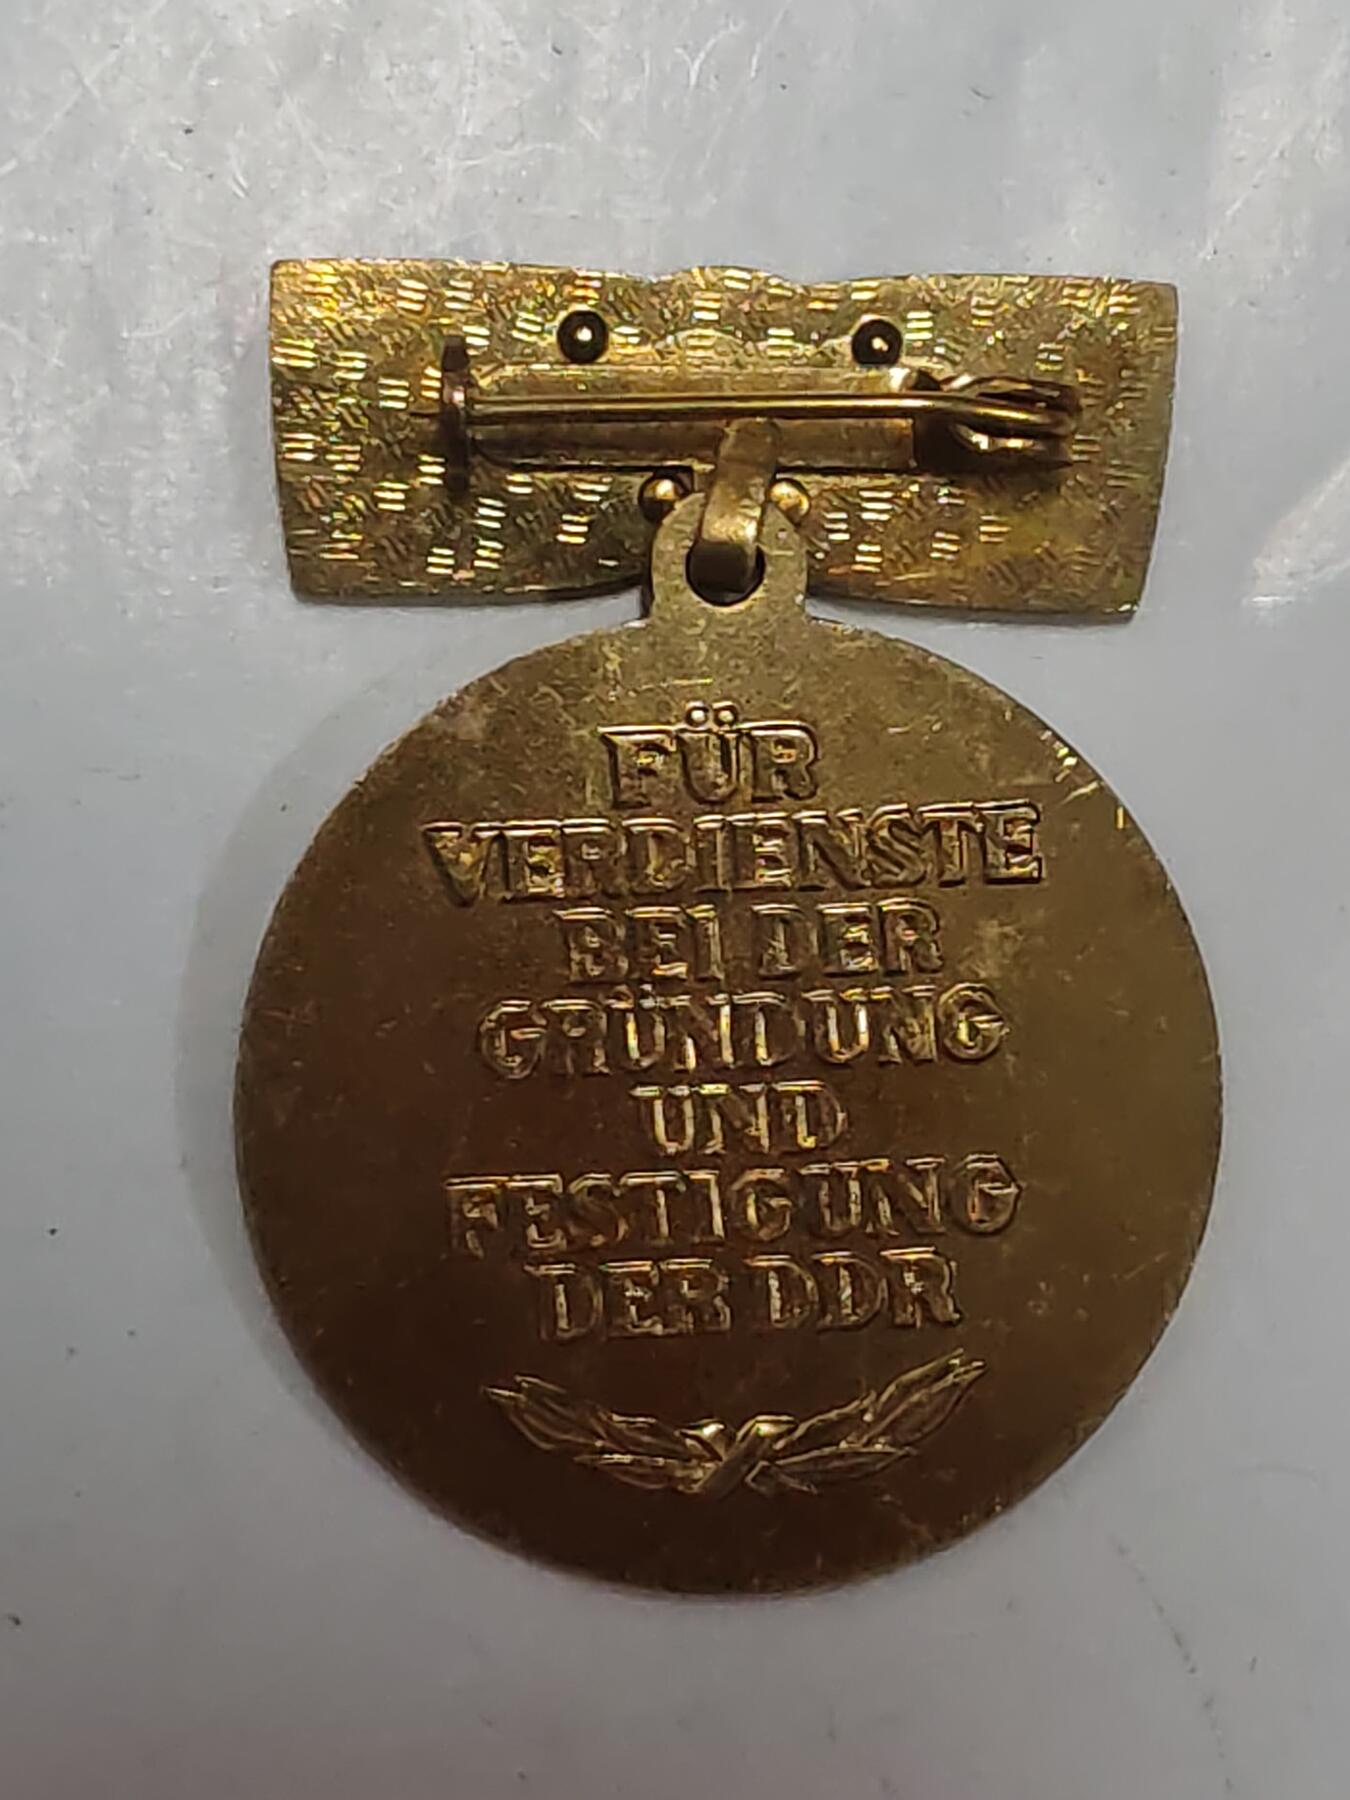 FÜR
VERDIENSTE
BEI DER
GRÜNDUNG
UND
FESTIGUNG
DER DDR